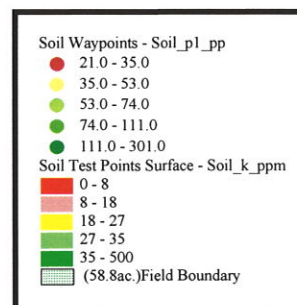 Soil Waypoints - Soil_p1_pp
21.0 - 35.0
35.0 - 53.0
53.0 - 74.0
74.0 - 111.0
111.0 - 301.0
Soil Test Points Surface - Soil_k_ppm
0 - 8
8 - 18
18 - 27
27 - 35
35 - 500
(58.8ac.)Field Boundary